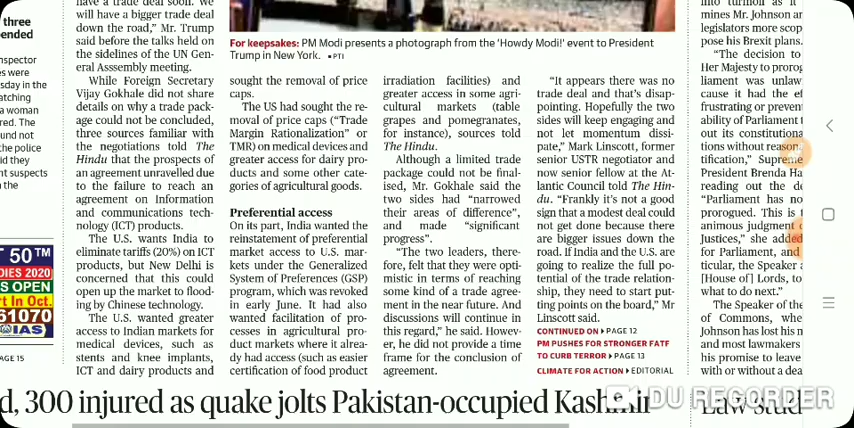 three
pended
nspector
es were
sday in the
atching
a woman
red. The
und not
the police
id they
nt suspects
n the
50 TM
DIES 2020
S OPEN
rt in Oct.
61070
IAS
AGE 15
have a trade deal soon. We
will have a bigger trade deal
down the road,” Mr. Trump
said before the talks held on
the sidelines of the UN Gen-
eral Asssembly meeting.
While Foreign Secretary
Vijay Gokhale did not share
details on why a trade pack-
age could not be concluded,
three sources familiar with
the negotiations told The
Hindu that the prospects of
an agreement unravelled due
to the failure to reach an
agreement on Information
and communications tech-
nology (ICT) products.
The U.S. wants India to
eliminate tariffs (20%) on ICT
products, but New Delhi is
concerned that this could
open up the market to flood-
ing by Chinese technology.
The U.S. wanted greater
access to Indian markets for
medical devices, such as
stents and knee implants,
ICT and dairy products and
For keepsakes: PM Modi presents a photograph from the ‘Howdy Modi!’ event to President
Trump in New York. •PTI
sought the removal of price
caps.
The US had sought the re-
moval of price caps (“Trade
Margin Rationalization” or
TMR) on medical devices and
greater access for dairy pro-
ducts and some other cate-
gories of agricultural goods.
Preferential access
On its part, India wanted the
reinstatement of preferential
market access to U.S. mar-
kets under the Generalized
System of Preferences (GSP)
program, which was revoked
in early June. It had also
wanted facilitation of pro-
cesses in agricultural pro-
duct markets where it alrea-
dy had access (such as easier
certification of food product
irradiation facilities) and
greater access in some agri-
cultural markets (table
grapes and pomegranates,
for instance), sources told
The Hindu.
Although a limited trade
package could not be final-
ised, Mr. Gokhale said the
two sides had “narrowed
their areas of difference”,
and made “significant
progress”.
“The two leaders, there-
fore, felt that they were opti-
mistic in terms of reaching
some kind of a trade agree-
ment in the near future. And
discussions will continue in
this regard,” he said. Howev-
er, he did not provide a time
frame for the conclusion of
agreement.
“It appears there was no
trade deal and that’s disap-
pointing. Hopefully the two
sides will keep engaging and
not let momentum dissi-
pate,” Mark Linscott, former
senior USTR negotiator and
now senior fellow at the At-
lantic Council told The Hin-
du. “Frankly it’s not a good
sign that a modest deal could
not get done because there
are bigger issues down the
road. If India and the U.S. are
going to realize the full po-
tential of the trade relation-
ship, they need to start put-
ting points on the board,” Mr
Linscott said.
CONTINUED ON ▸ PAGE 12
PM PUSHES FOR STRONGER FATF
TO CURB TERROR ▸ PAGE 13
CLIMATE FOR ACTION ▸ EDITORIAL
into turmoil as it
mines Mr. Johnson an
legislators more scop
pose his Brexit plans.
“The decision to
Her Majesty to prorog
liament was unlaw
cause it had the ef
frustrating or preven
ability of Parliament t
out its constitutiona
tions without reason
tification,” Supreme
President Brenda Ha
reading out the de
“Parliament has no
prorogued. This is t
animous judgment o
Justices,” she added
for Parliament, and
ticular, the Speaker a
[House of] Lords, to
what to do next.”
The Speaker of the
of Commons, whe
Johnson has lost his m
and most lawmakers
his promise to leave
with or without a dea
d, 300 injured as quake jolts Pakistan-occupied Kashmir
Law stud
DU RECORDER